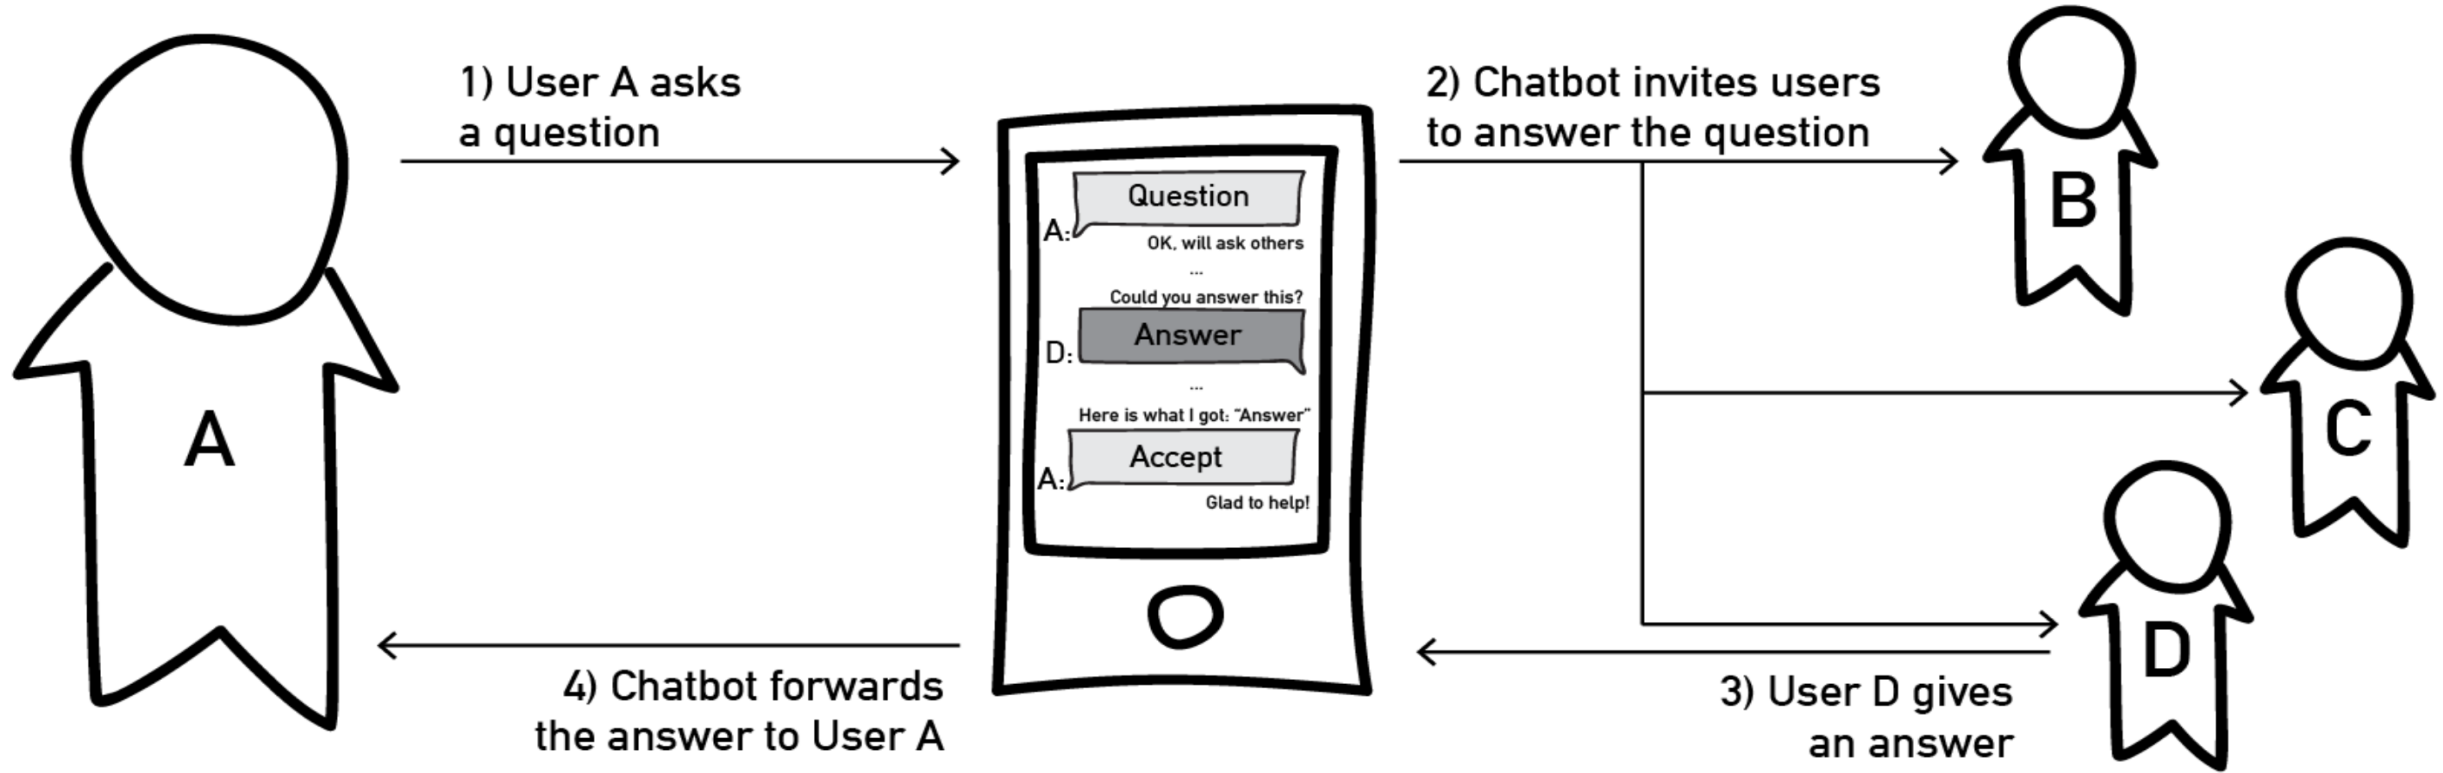 A
1) User A asks
a question
Question
A:
OK, will ask others
...
Could you answer this?
Answer
D:
...
Here is what I got: “Answer”
Accept
A:
Glad to help!
2) Chatbot invites users
to answer the question
B
C
D
3) User D gives
an answer
4) Chatbot forwards
the answer to User A